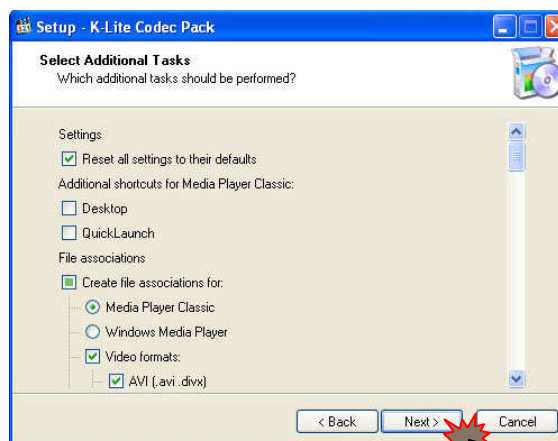 Setup - K-Lite Codec Pack
Select Additional Tasks
Which additional tasks should be performed?
Settings
Reset all settings to their defaults
Additional shortcuts for Media Player Classic:
Desktop
QuickLaunch
File associations
Create file associations for:
Media Player Classic
Windows Media Player
Video formats:
AVI (.avi .divx)
< Back Next > Cancel